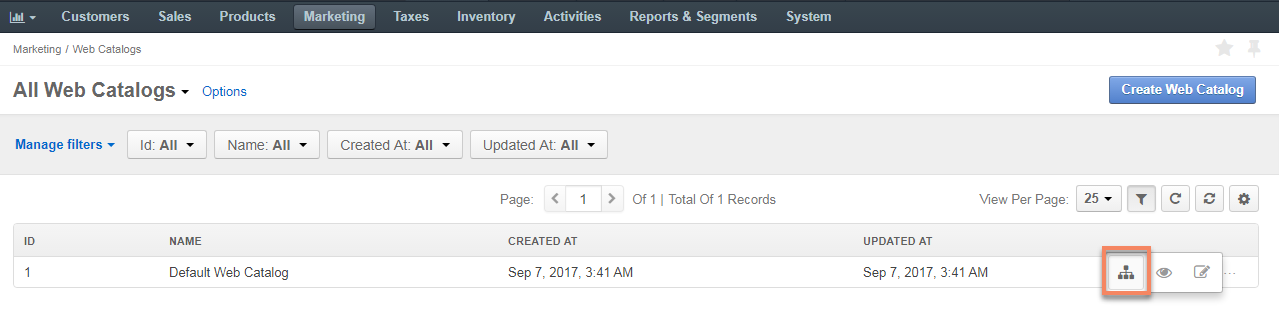 Customers Sales Products Marketing Taxes Inventory Activities Reports & Segments System
Marketing / Web Catalogs
All Web Catalogs Options Create Web Catalog
Manage filters Id: All Name: All Created At: All Updated At: All
Page: 1 Of 1 | Total Of 1 Records View Per Page: 25
ID NAME CREATED AT UPDATED AT
1 Default Web Catalog Sep 7, 2017, 3:41 AM Sep 7, 2017, 3:41 AM ...